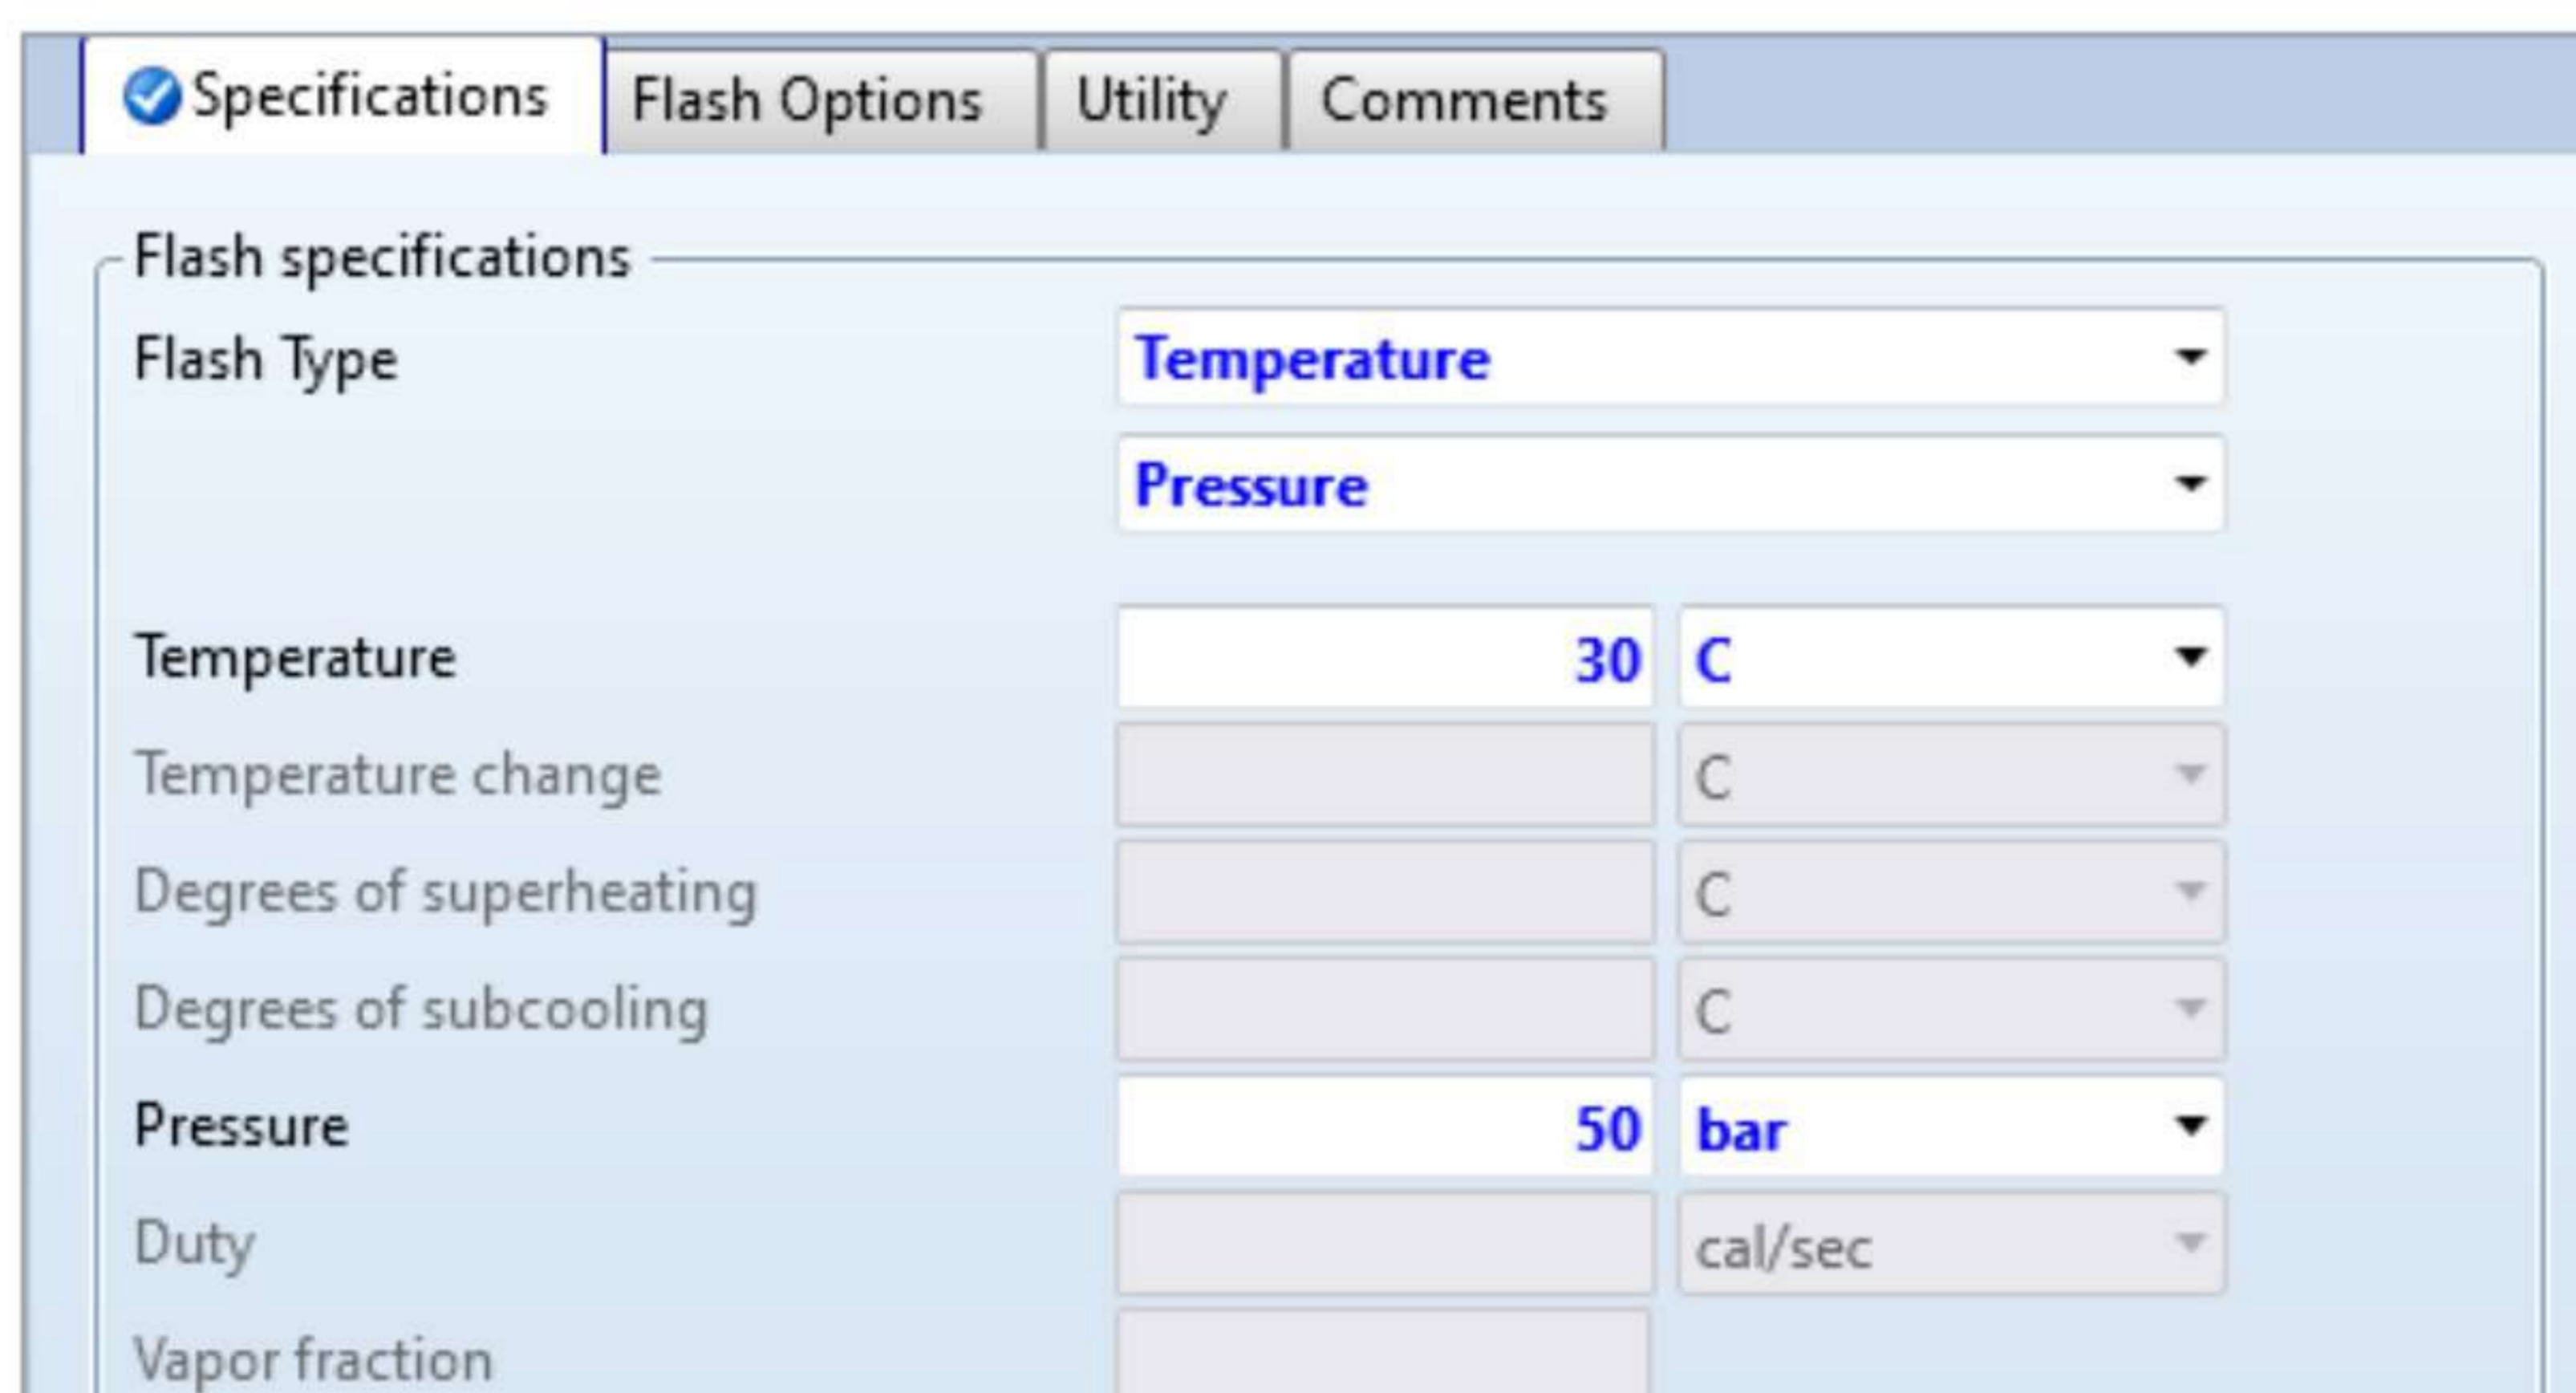 Specifications Flash Options Utility Comments
Flash specifications
Flash Type Temperature
Pressure
Temperature 30 C
Temperature change C
Degrees of superheating C
Degrees of subcooling C
Pressure 50 bar
Duty cal/sec
Vapor fraction